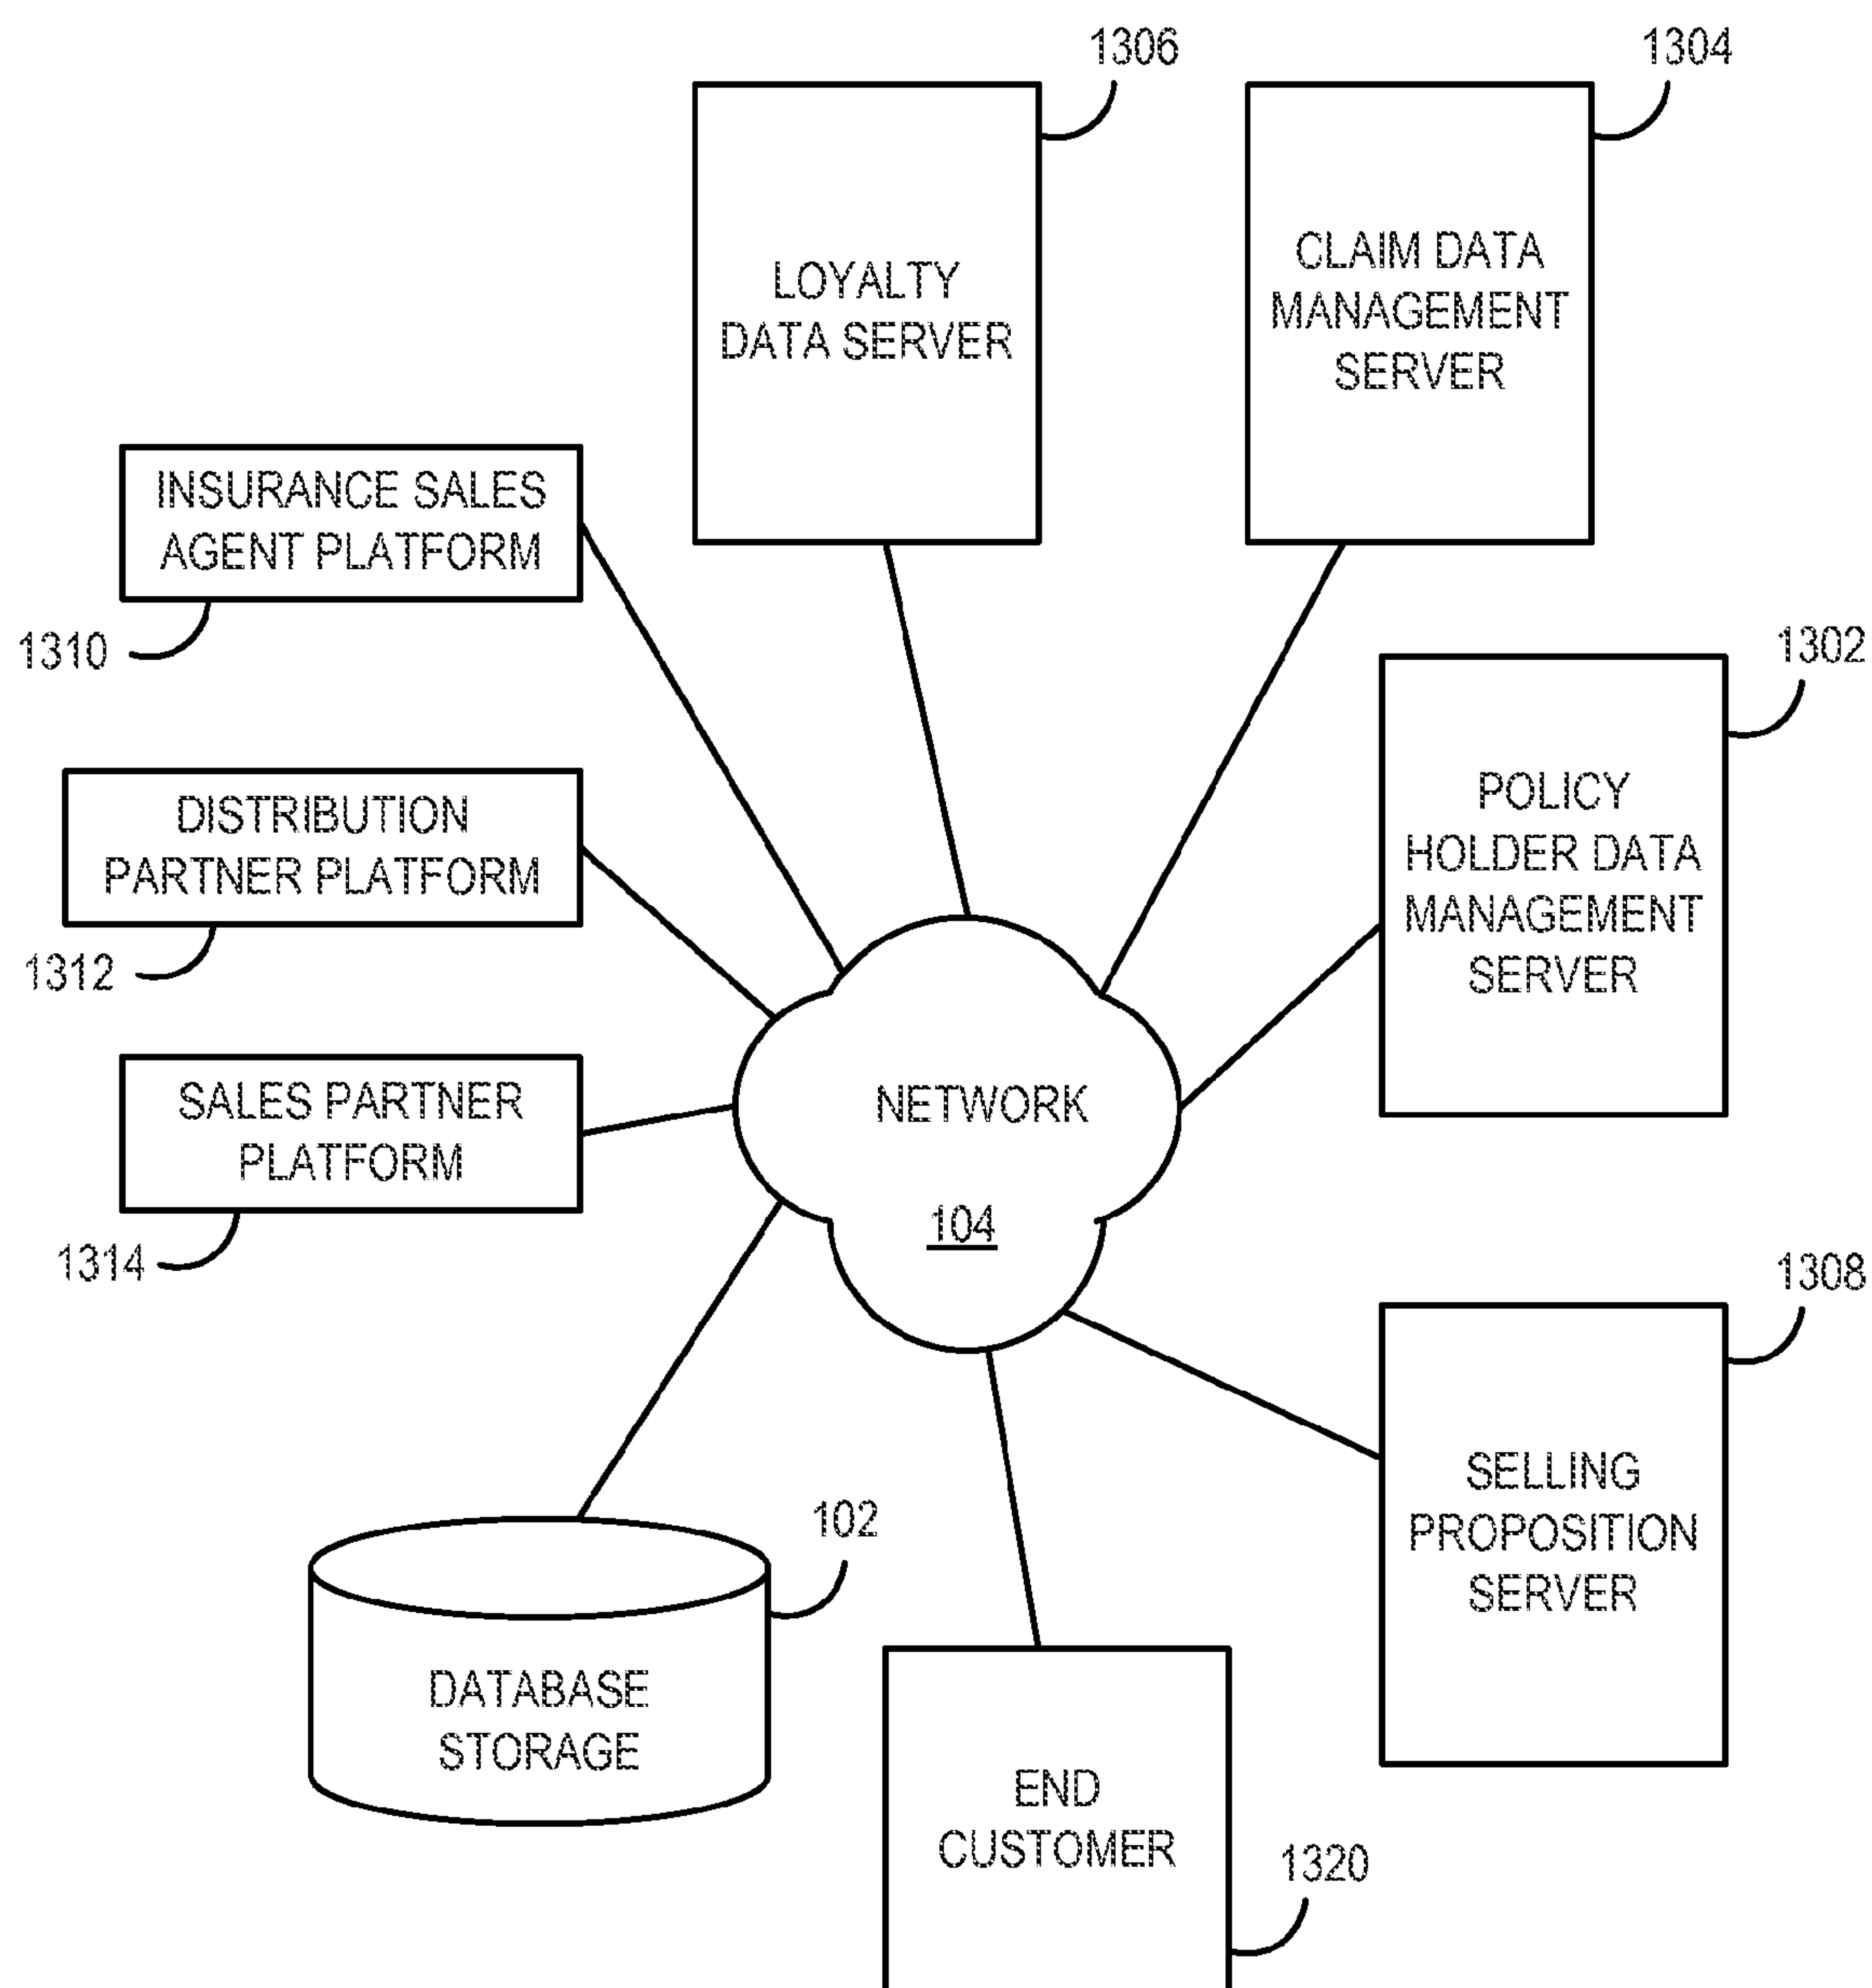 1306
1304
LOYALTY
DATA SERVER
CLAIM DATA
MANAGEMENT
SERVER
INSURANCE SALES
AGENT PLATFORM
1310
1302
POLICY
HOLDER DATA
MANAGEMENT
SERVER
DISTRIBUTION
PARTNER PLATFORM
1312
SALES PARTNER
PLATFORM
1314
NETWORK
104
1308
SELLING
PROPOSITION
SERVER
102
DATABASE
STORAGE
END
CUSTOMER
1320